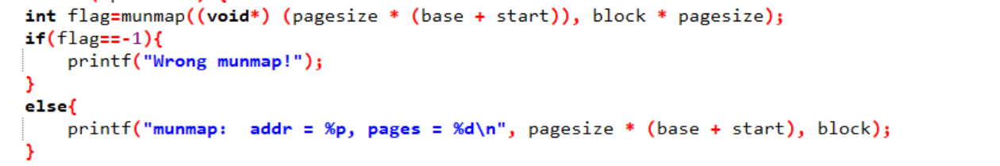 int flag=munmap((void*) (pagesize * (base + start)), block * pagesize);
if(flag==-1){
    printf("Wrong munmap!");
}
else{
    printf("munmap:  addr = %p, pages = %d\n", pagesize * (base + start), block);
}